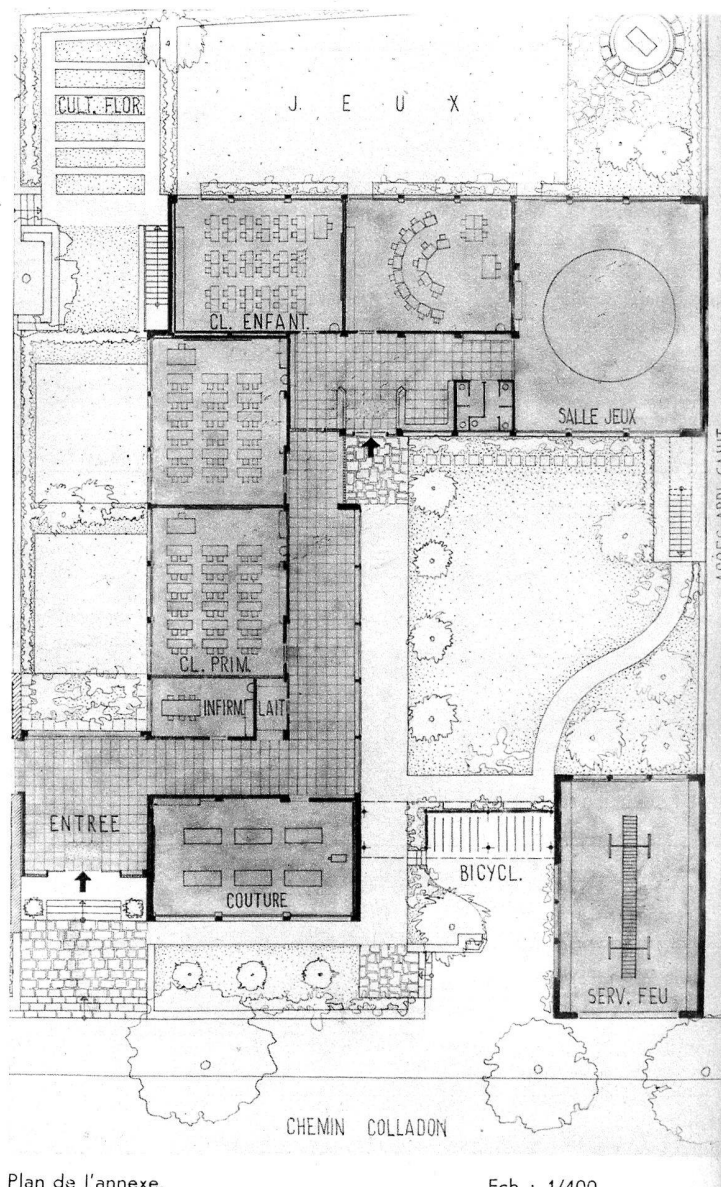 CULT. FLOR.
J E U X
CL. ENFANT.
SALLE JEUX
CL. PRIM.
INFIRM.
LAIT
ENTREE
COUTURE
BICYCL.
SERV. FEU
CHEMIN COLLADON
Plan de l'annexe.
Ech. : 1/400